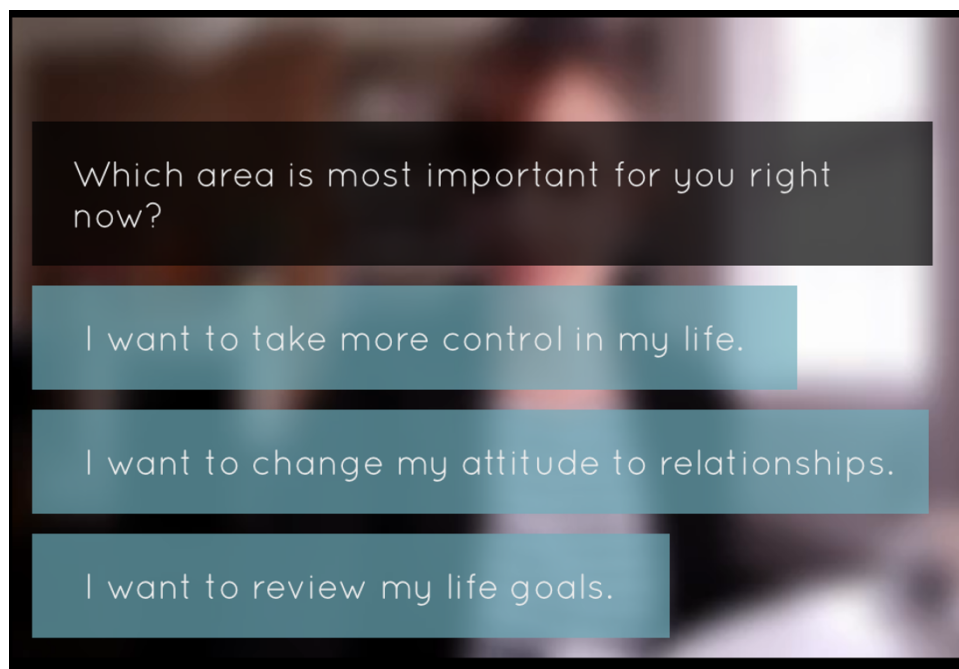 Which area is most important for you right
now?
I want to take more control in my life.
I want to change my attitude to relationships.
I want to review my life goals.